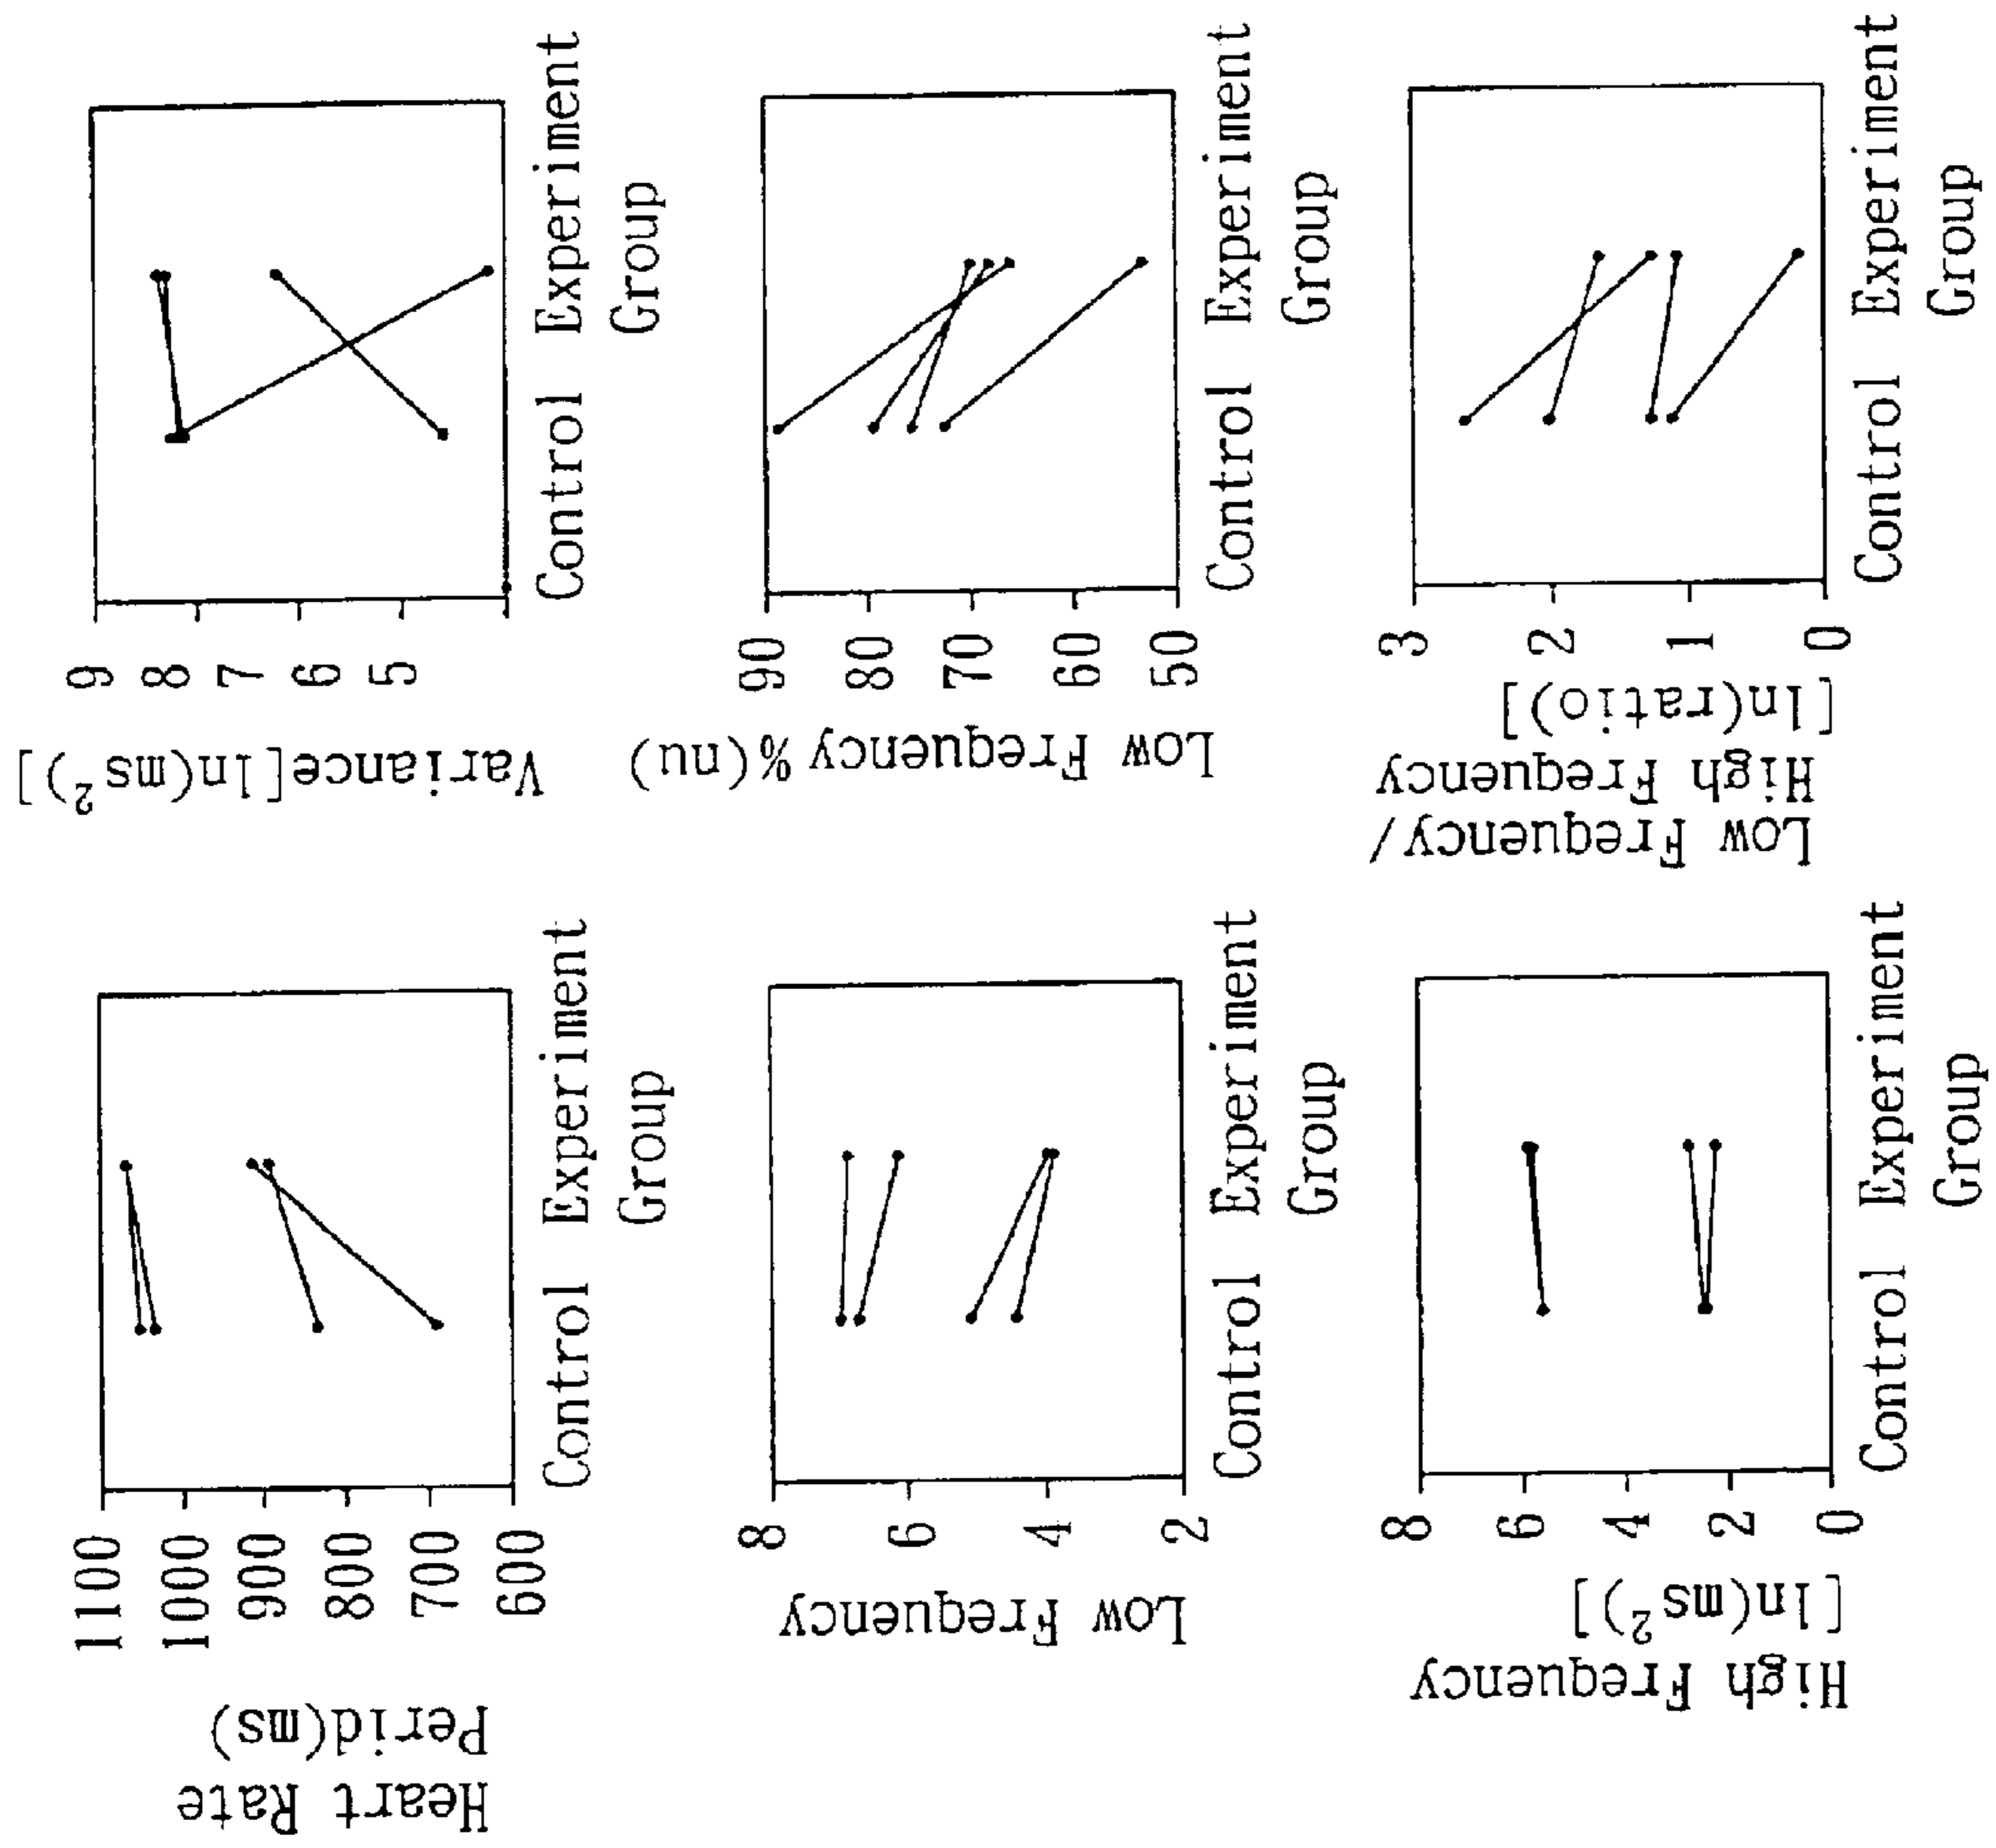 Heart Rate
Perid(ms)
1100
1000
900
800
700
600
Control Experiment
Group
Variance[ln(ms²)]
9
8
7
6
5
Control Experiment
Group
Low Frequency
8
6
4
2
Control Experiment
Group
Low Frequency%(nu)
90
80
70
60
50
Control Experiment
Group
High Frequency
[ln(ms²)]
8
6
4
2
0
Control Experiment
Group
Low Frequency/
High Frequency
[ln(ratio)]
3
2
1
0
Control Experiment
Group